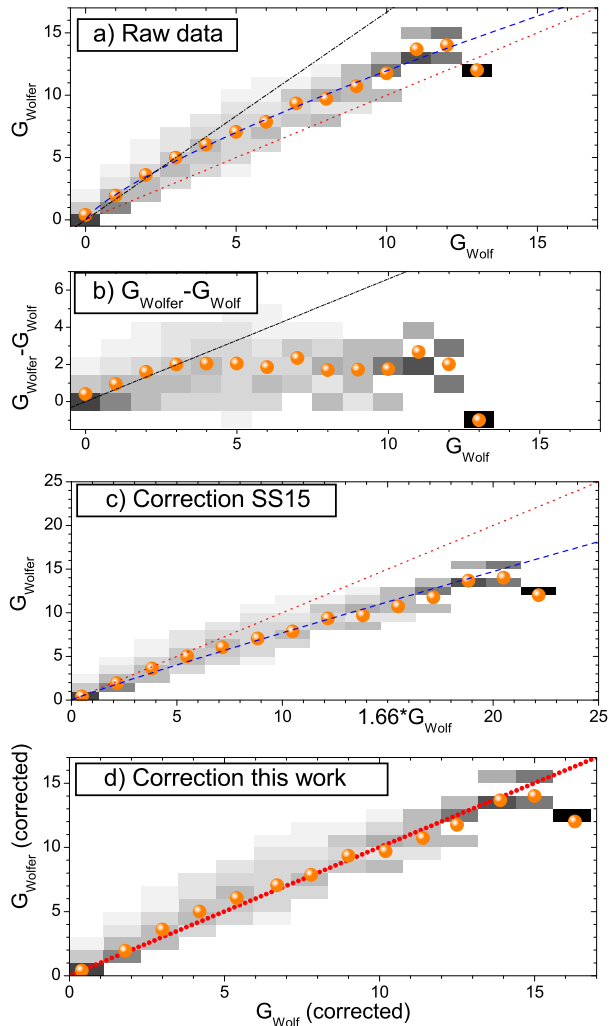 a) Raw data
G_Wolfer
15
10
5
0
0 5 10 15
G_Wolf
b) G_Wolfer-G_Wolf
G_Wolfer-G_Wolf
6
4
2
0
0 5 10 15
G_Wolf
c) Correction SS15
G_Wolfer
25
20
15
10
5
0
0 5 10 15 20 25
1.66*G_Wolf
d) Correction this work
G_Wolfer (corrected)
15
10
5
0
0 5 10 15
G_Wolf (corrected)